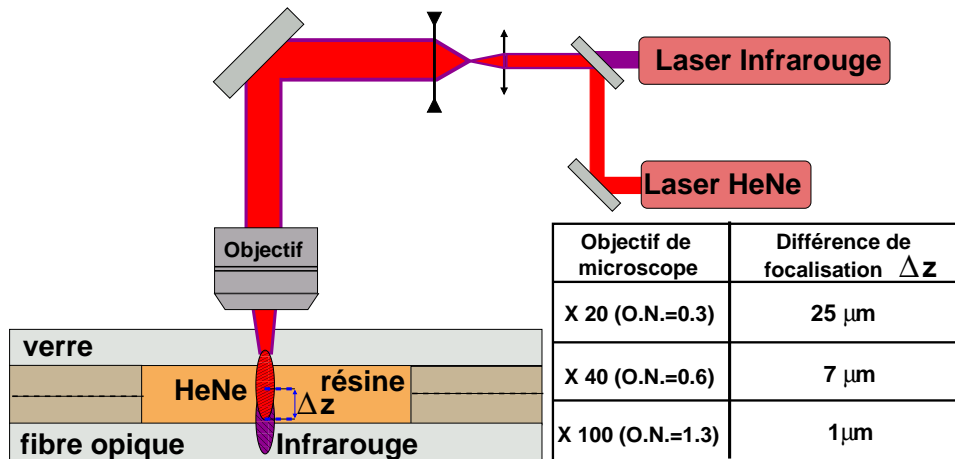 Laser Infrarouge
Laser HeNe
Objectif
verre
HeNe
résine
Δz
fibre opique
Infrarouge
Objectif de
microscope
Différence de
focalisation Δz
X 20 (O.N.=0.3)
25 μm
X 40 (O.N.=0.6)
7 μm
X 100 (O.N.=1.3)
1μm